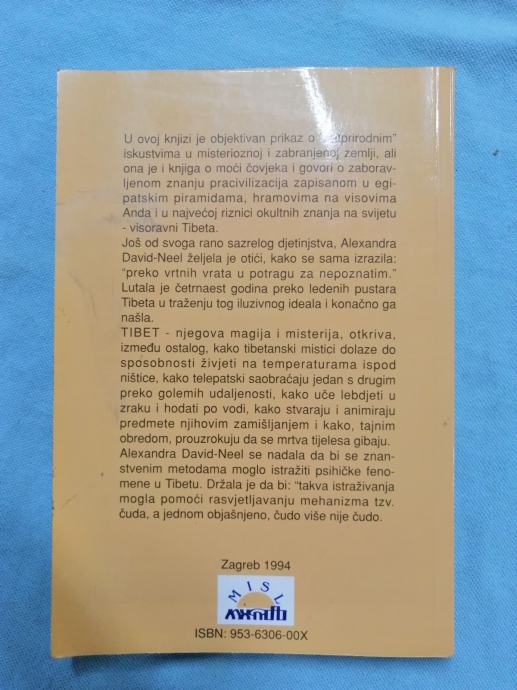 U ovoj knjizi je objektivan prikaz o "natprirodnim"
iskustvima u misterioznoj i zabranjenoj zemlji, ali
ona je i knjiga o moći čovjeka i govori o zaborav-
ljenom znanju pracivilizacija zapisanom u egi-
patskim piramidama, hramovima na visovima
Anda i u najvećoj riznici okultnih znanja na svijetu
- visoravni Tibeta.
Još od svoga rano sazrelog djetinjstva, Alexandra
David-Neel željela je otići, kako se sama izrazila:
"preko vrtnih vrata u potragu za nepoznatim."
Lutala je četrnaest godina preko ledenih pustara
Tibeta u traženju tog iluzivnog ideala i konačno ga
našla.
TIBET - njegova magija i misterija, otkriva,
između ostalog, kako tibetanski mistici dolaze do
sposobnosti živjeti na temperaturama ispod
ništice, kako telepatski saobraćaju jedan s drugim
preko golemih udaljenosti, kako uče lebdjeti u
zraku i hodati po vodi, kako stvaraju i animiraju
predmete njihovim zamišljanjem i kako, tajnim
obredom, prouzrokuju da se mrtva tijelesa gibaju.
Alexandra David-Neel se nadala da bi se znan-
stvenim metodama moglo istražiti psihičke feno-
mene u Tibetu. Držala je da bi: "takva istraživanja
mogla pomoći rasvjetljavanju mehanizma tzv.
čuda, a jednom objašnjeno, čudo više nije čudo.
Zagreb 1994
MISL
ISBN: 953-6306-00X